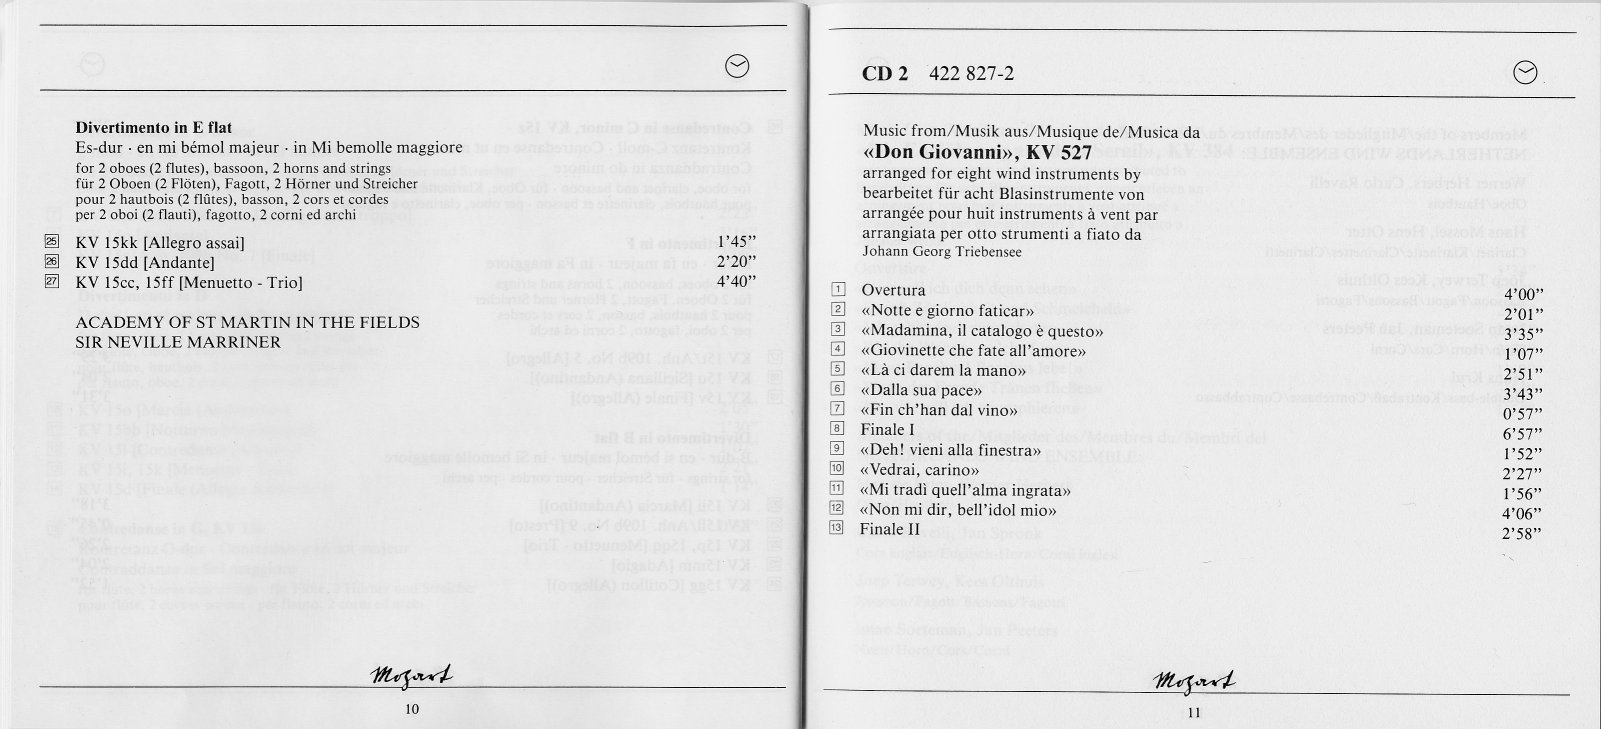 Divertimento in E flat
Es-dur · en mi bémol majeur · in Mi bemolle maggiore
for 2 oboes (2 flutes), bassoon, 2 horns and strings
für 2 Oboen (2 Flöten), Fagott, 2 Hörner und Streicher
pour 2 hautbois (2 flûtes), basson, 2 cors et cordes
per 2 oboi (2 flauti), fagotto, 2 corni ed archi
25 KV 15kk [Allegro assai] 1’45”
26 KV 15dd [Andante] 2’20”
27 KV 15cc, 15ff [Menuetto - Trio] 4’40”
ACADEMY OF ST MARTIN IN THE FIELDS
SIR NEVILLE MARRINER
Mozart
10
CD 2 422 827-2
Music from/Musik aus/Musique de/Musica da
«Don Giovanni», KV 527
arranged for eight wind instruments by
bearbeitet für acht Blasinstrumente von
arrangée pour huit instruments à vent par
arrangiata per otto strumenti a fiato da
Johann Georg Triebensee
1 Overtura 4’00”
2 «Notte e giorno faticar» 2’01”
3 «Madamina, il catalogo è questo» 3’35”
4 «Giovinette che fate all’amore» 1’07”
5 «Là ci darem la mano» 2’51”
6 «Dalla sua pace» 3’43”
7 «Fin ch’han dal vino» 0’57”
8 Finale I 6’57”
9 «Deh! vieni alla finestra» 1’52”
10 «Vedrai, carino» 2’27”
11 «Mi tradì quell’alma ingrata» 1’56”
12 «Non mi dir, bell’idol mio» 4’06”
13 Finale II 2’58”
Mozart
11